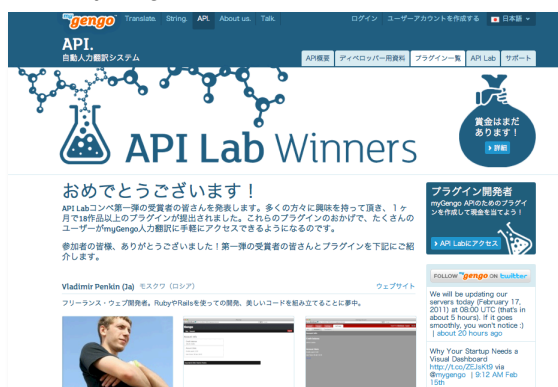 mygengo Translate. String. API. About us. Talk. ログイン ユーザーアカウントを作成する 日本語
API.
自動人力翻訳システム
API概要 ディベロッパー用資料 プラグイン一覧 API Lab サポート
API Lab Winners
賞金はまだ
あります！
詳細
おめでとうございます！
API Labコンペ第一弾の受賞者の皆さんを発表します。多くの方々に興味を持って頂き、1ヶ
月で18作品以上のプラグインが提出されました。これらのプラグインのおかげで、たくさんの
ユーザーがmyGengo人力翻訳に手軽にアクセスできるようになるのです。
参加者の皆様、ありがとうございました！第一弾の受賞者の皆さんとプラグインを下記にご紹
介します。
Vladimir Penkin (Ja) モスクワ（ロシア） ウェブサイト
フリーランス・ウェブ開発者。RubyやRailsを使っての開発、美しいコードを組み立てることに夢中。
プラグイン開発者
myGengo APIのためのプラグイ
ンを作成して現金を当てよう！
API Labにアクセス
FOLLOW mygengo ON twitter
We will be updating our
servers today (February 17,
2011) at 08:00 UTC (that's in
about 5 hours). If it goes
smoothly, you won't notice :)
| about 20 hours ago
Why Your Startup Needs a
Visual Dashboard
http://t.co/ZEJsKt9 via
@mygengo | 9:12 AM Feb
15th